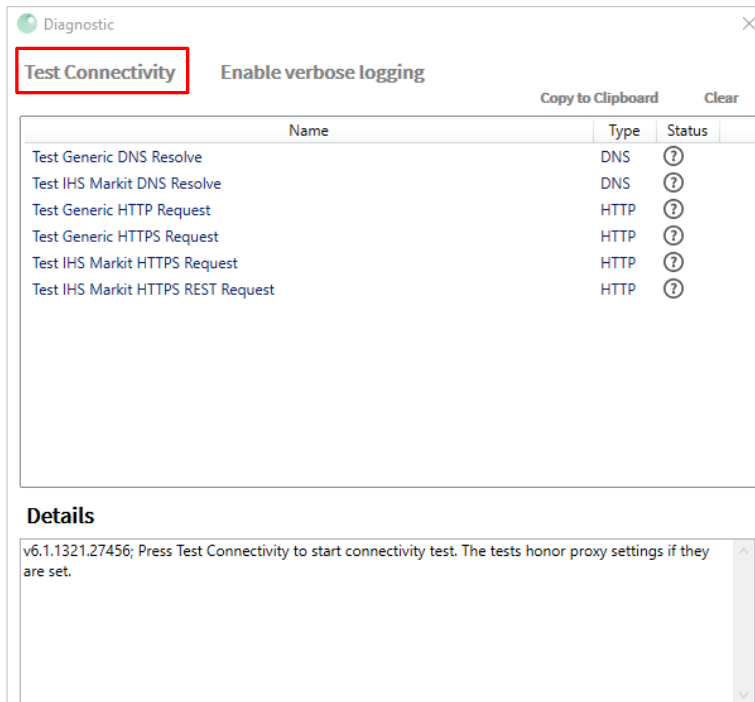 Diagnostic
Test Connectivity Enable verbose logging
Copy to Clipboard Clear
Name Type Status
Test Generic DNS Resolve DNS ?
Test IHS Markit DNS Resolve DNS ?
Test Generic HTTP Request HTTP ?
Test Generic HTTPS Request HTTP ?
Test IHS Markit HTTPS Request HTTP ?
Test IHS Markit HTTPS REST Request HTTP ?
Details
v6.1.1321.27456; Press Test Connectivity to start connectivity test. The tests honor proxy settings if they
are set.